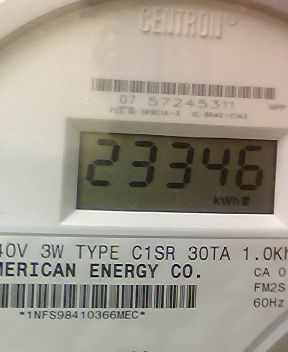 CENTRON
07 57245311
23346
kWh
40V 3W TYPE C1SR 30TA 1.0Kh
MERICAN ENERGY CO.
CA 0
FM2S
60Hz
*1NFS98410366MEC*